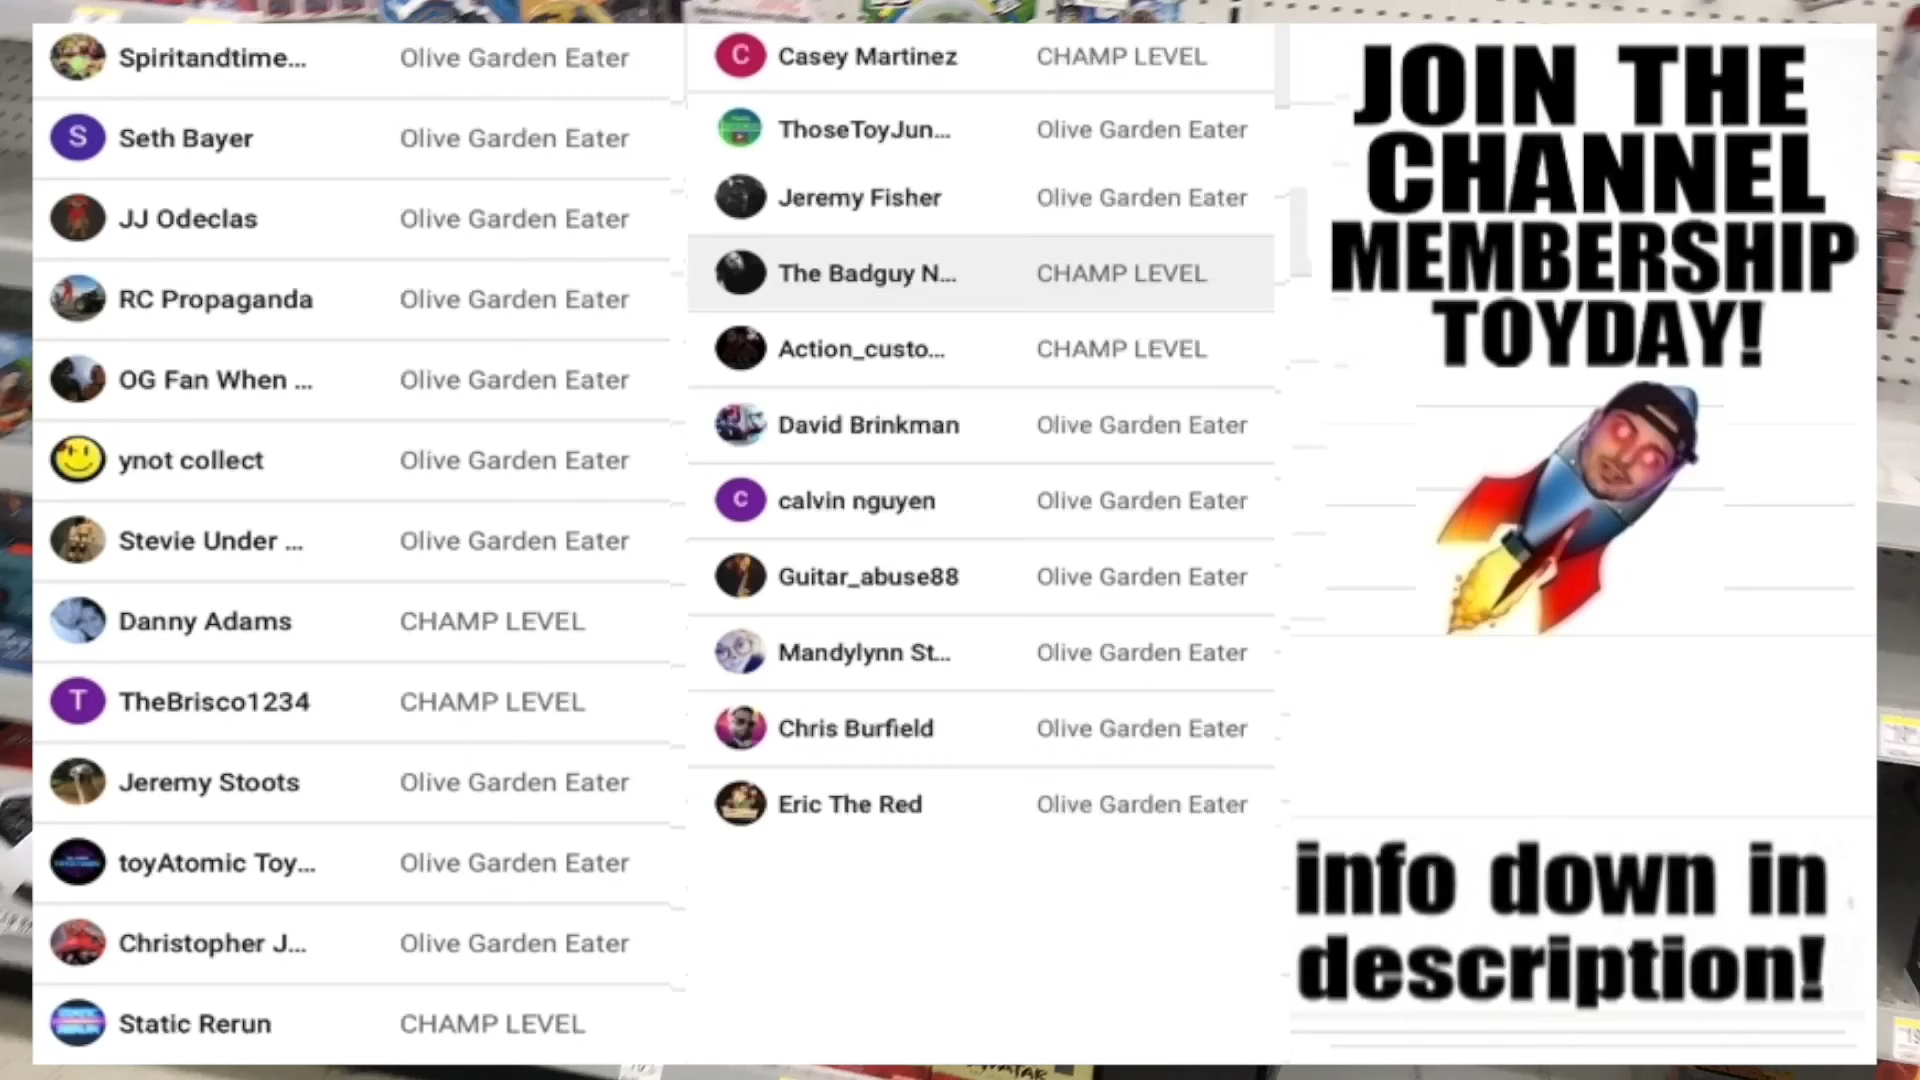 Spiritandtime... Olive Garden Eater
S Seth Bayer Olive Garden Eater
JJ Odeclas Olive Garden Eater
RC Propaganda Olive Garden Eater
OG Fan When ... Olive Garden Eater
ynot collect Olive Garden Eater
Stevie Under ... Olive Garden Eater
Danny Adams CHAMP LEVEL
T TheBrisco1234 CHAMP LEVEL
Jeremy Stoots Olive Garden Eater
toyAtomic Toy... Olive Garden Eater
Christopher J... Olive Garden Eater
Static Rerun CHAMP LEVEL
C Casey Martinez CHAMP LEVEL
ThoseToyJun... Olive Garden Eater
Jeremy Fisher Olive Garden Eater
The Badguy N... CHAMP LEVEL
Action_custo... CHAMP LEVEL
David Brinkman Olive Garden Eater
c calvin nguyen Olive Garden Eater
Guitar_abuse88 Olive Garden Eater
Mandylynn St... Olive Garden Eater
Chris Burfield Olive Garden Eater
Eric The Red Olive Garden Eater
JOIN THE
CHANNEL
MEMBERSHIP
TOYDAY!
info down in
description!